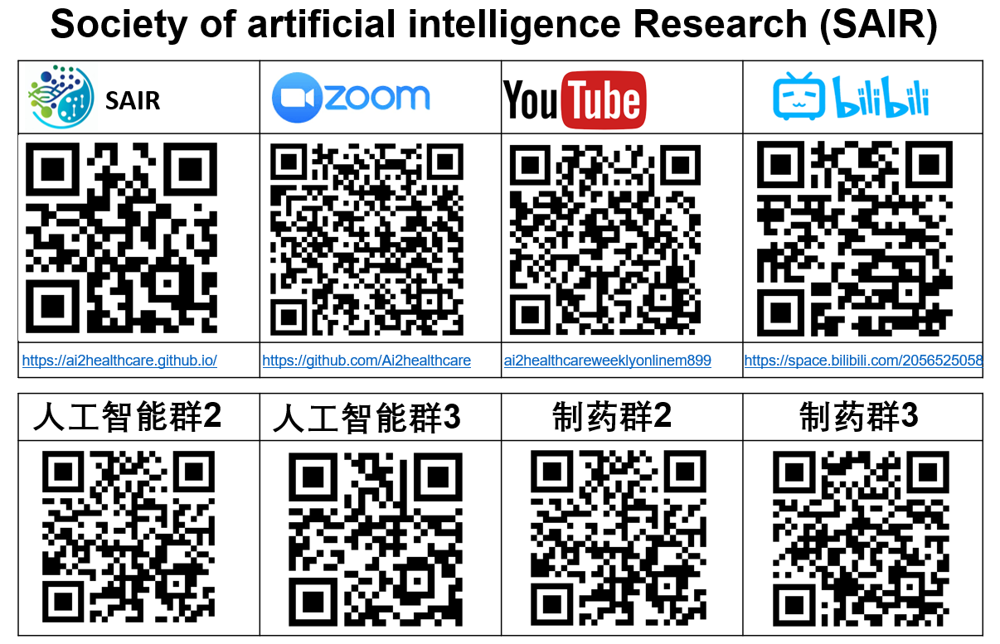 Society of artificial intelligence Research (SAIR)
SAIR
zoom
YouTube
bilibili
https://ai2healthcare.github.io/
https://github.com/Ai2healthcare
ai2healthcareweeklyonlinem899
https://space.bilibili.com/2056525058
人工智能群2
人工智能群3
制药群2
制药群3